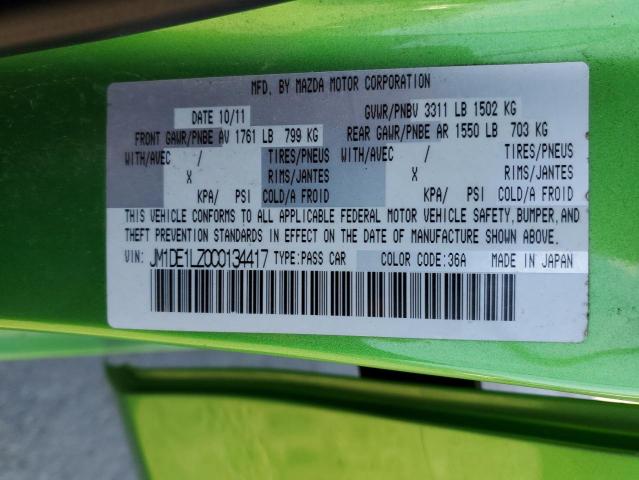 MFD. BY MAZDA MOTOR CORPORATION
DATE 10/11 GVWR/PNBV 3311 LB 1502 KG
FRONT GAWR/PNBE AV 1761 LB 799 KG REAR GAWR/PNBE AR 1550 LB 703 KG
WITH/AVEC / TIRES/PNEUS WITH/AVEC / TIRES/PNEUS
X RIMS/JANTES X RIMS/JANTES
KPA/ PSI COLD/A FROID KPA/ PSI COLD/A FROID
THIS VEHICLE CONFORMS TO ALL APPLICABLE FEDERAL MOTOR VEHICLE SAFETY,BUMPER,AND
THEFT PREVENTION STANDARDS IN EFFECT ON THE DATE OF MANUFACTURE SHOWN ABOVE.
VIN: JM1DE1LZ0C0134417 TYPE:PASS CAR COLOR CODE:36A MADE IN JAPAN